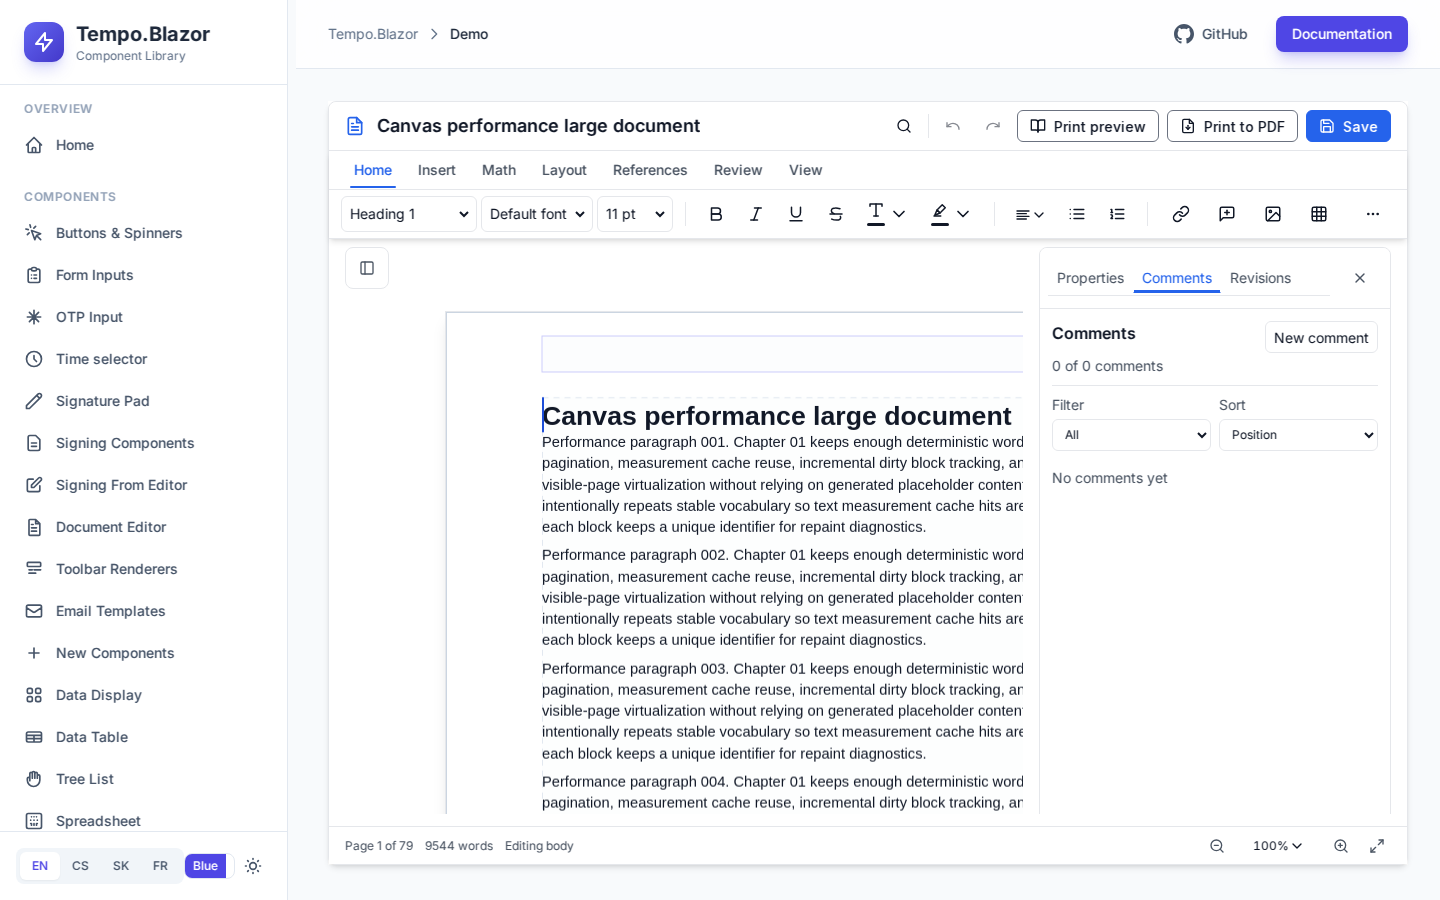 Tempo.Blazor
Component Library
OVERVIEW
Home
COMPONENTS
Buttons & Spinners
Form Inputs
OTP Input
Time selector
Signature Pad
Signing Components
Signing From Editor
Document Editor
Toolbar Renderers
Email Templates
New Components
Data Display
Data Table
Tree List
Spreadsheet
EN CS SK FR Blue
Tempo.Blazor > Demo
GitHub
Documentation
Canvas performance large document
Print preview
Print to PDF
Save
Home Insert Math Layout References Review View
Heading 1 Default font 11 pt
Canvas performance large document
Performance paragraph 001. Chapter 01 keeps enough deterministic word
pagination, measurement cache reuse, incremental dirty block tracking, an
visible-page virtualization without relying on generated placeholder content
intentionally repeats stable vocabulary so text measurement cache hits are
each block keeps a unique identifier for repaint diagnostics.
Performance paragraph 002. Chapter 01 keeps enough deterministic word
pagination, measurement cache reuse, incremental dirty block tracking, an
visible-page virtualization without relying on generated placeholder content
intentionally repeats stable vocabulary so text measurement cache hits are
each block keeps a unique identifier for repaint diagnostics.
Performance paragraph 003. Chapter 01 keeps enough deterministic word
pagination, measurement cache reuse, incremental dirty block tracking, an
visible-page virtualization without relying on generated placeholder content
intentionally repeats stable vocabulary so text measurement cache hits are
each block keeps a unique identifier for repaint diagnostics.
Performance paragraph 004. Chapter 01 keeps enough deterministic word
pagination, measurement cache reuse, incremental dirty block tracking, an
Properties Comments Revisions
Comments
New comment
0 of 0 comments
Filter Sort
All Position
No comments yet
Page 1 of 79 9544 words Editing body
100%